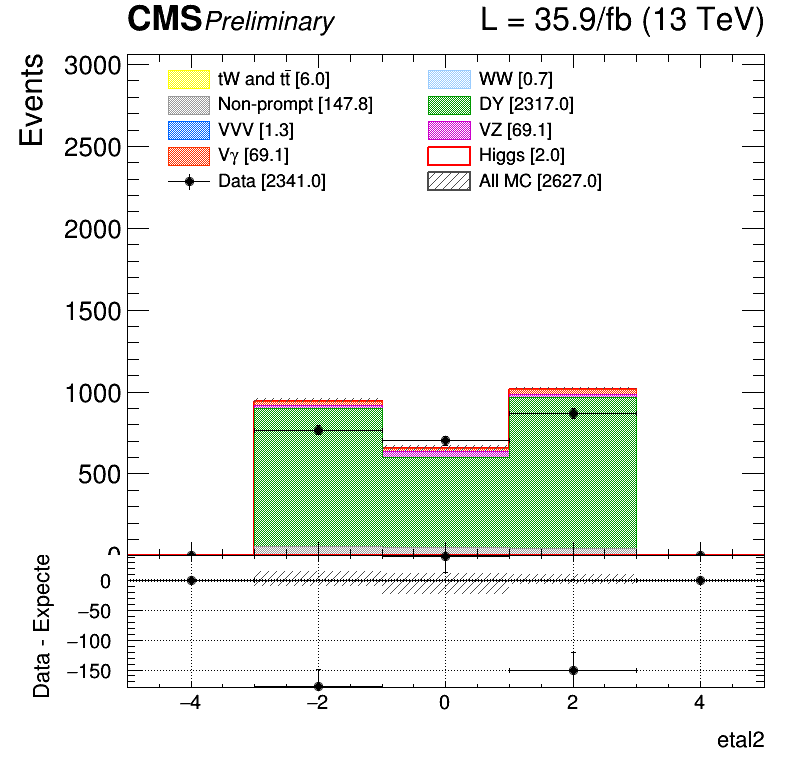 CMS Preliminary L = 35.9/fb (13 TeV)
Events
3000
2500
2000
1500
1000
500
0
tW and tt̄ [6.0] WW [0.7]
Non-prompt [147.8] DY [2317.0]
VVV [1.3] VZ [69.1]
Vγ [69.1] Higgs [2.0]
Data [2341.0] All MC [2627.0]
Data - Expecte
0
−50
−100
−150
−4 −2 0 2 4
etal2